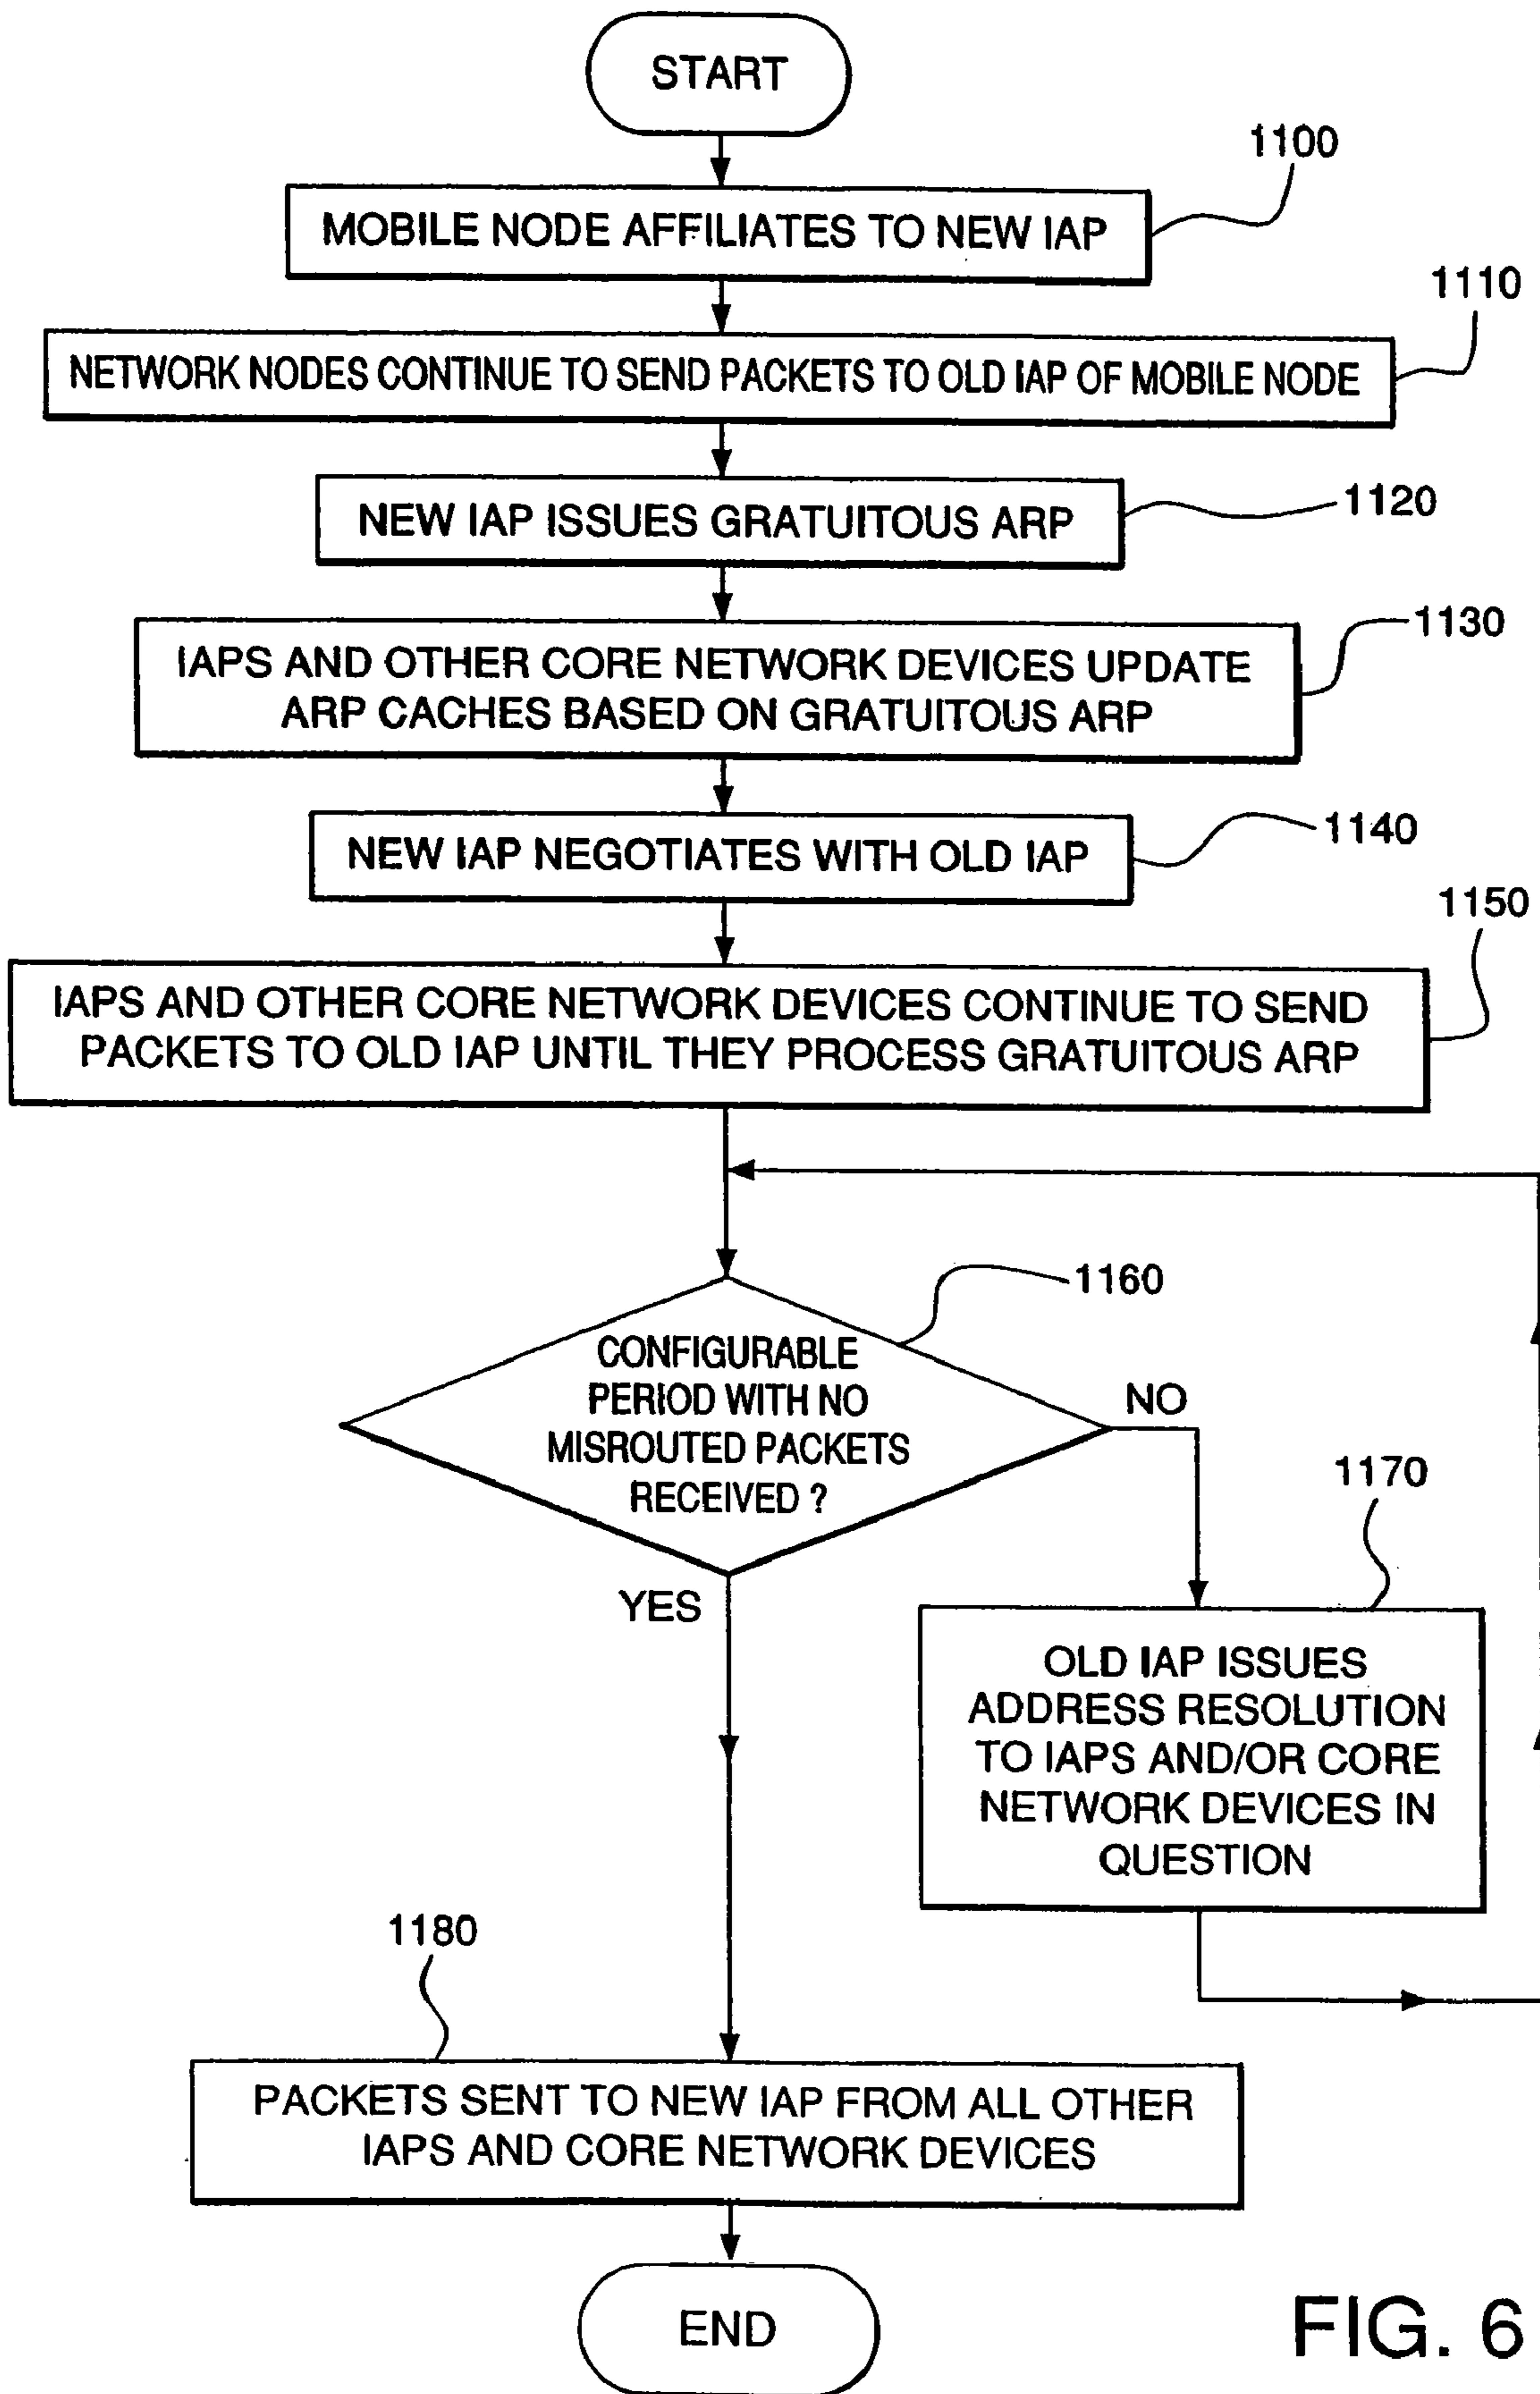 START
1100
MOBILE NODE AFFILIATES TO NEW IAP
1110
NETWORK NODES CONTINUE TO SEND PACKETS TO OLD IAP OF MOBILE NODE
1120
NEW IAP ISSUES GRATUITOUS ARP
1130
IAPS AND OTHER CORE NETWORK DEVICES UPDATE
ARP CACHES BASED ON GRATUITOUS ARP
1140
NEW IAP NEGOTIATES WITH OLD IAP
1150
IAPS AND OTHER CORE NETWORK DEVICES CONTINUE TO SEND
PACKETS TO OLD IAP UNTIL THEY PROCESS GRATUITOUS ARP
1160
CONFIGURABLE
PERIOD WITH NO
MISROUTED PACKETS
RECEIVED ?
NO
YES
1170
OLD IAP ISSUES
ADDRESS RESOLUTION
TO IAPS AND/OR CORE
NETWORK DEVICES IN
QUESTION
1180
PACKETS SENT TO NEW IAP FROM ALL OTHER
IAPS AND CORE NETWORK DEVICES
END
FIG. 6